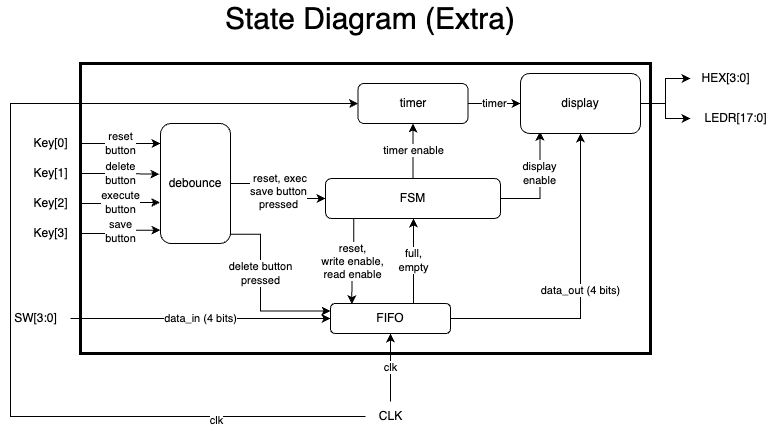 State Diagram (Extra)
HEX[3:0]
timer
timer
display
LEDR[17:0]
Key[0]
reset
button
timer enable
Key[1]
delete
button
display
enable
debounce
reset, exec
save button
pressed
FSM
Key[2]
execute
button
Key[3]
save
button
reset,
write enable,
read enable
full,
empty
delete button
pressed
data_out (4 bits)
SW[3:0]
data_in (4 bits)
FIFO
clk
CLK
clk